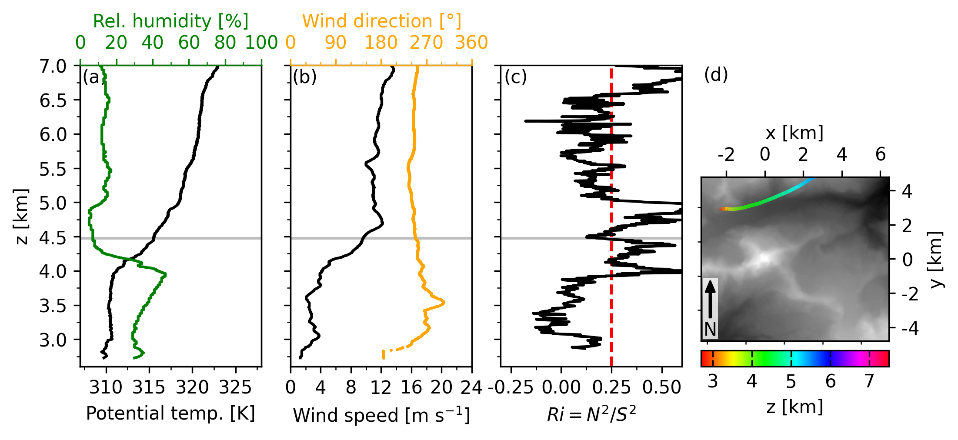 Rel. humidity [%]
0 20 40 60 80 100
(a)
7.0
6.5
6.0
5.5
5.0
4.5
4.0
3.5
3.0
z [km]
310 315 320 325
Potential temp. [K]
Wind direction [°]
0 90 180 270 360
(b)
0 4 8 12 16 20 24
Wind speed [m s⁻¹]
(c)
-0.25 0.00 0.25 0.50
Ri = N²/S²
(d)
x [km]
-2 0 2 4 6
4
2
0
-2
-4
y [km]
N
3 4 5 6 7
z [km]